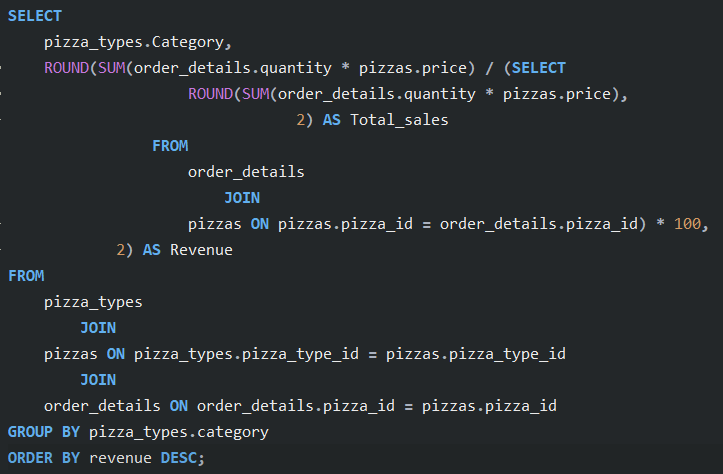 SELECT
pizza_types.Category,
ROUND(SUM(order_details.quantity * pizzas.price) / (SELECT
ROUND(SUM(order_details.quantity * pizzas.price),
2) AS Total_sales
FROM
order_details
JOIN
pizzas ON pizzas.pizza_id = order_details.pizza_id) * 100,
2) AS Revenue
FROM
pizza_types
JOIN
pizzas ON pizza_types.pizza_type_id = pizzas.pizza_type_id
JOIN
order_details ON order_details.pizza_id = pizzas.pizza_id
GROUP BY pizza_types.category
ORDER BY revenue DESC;